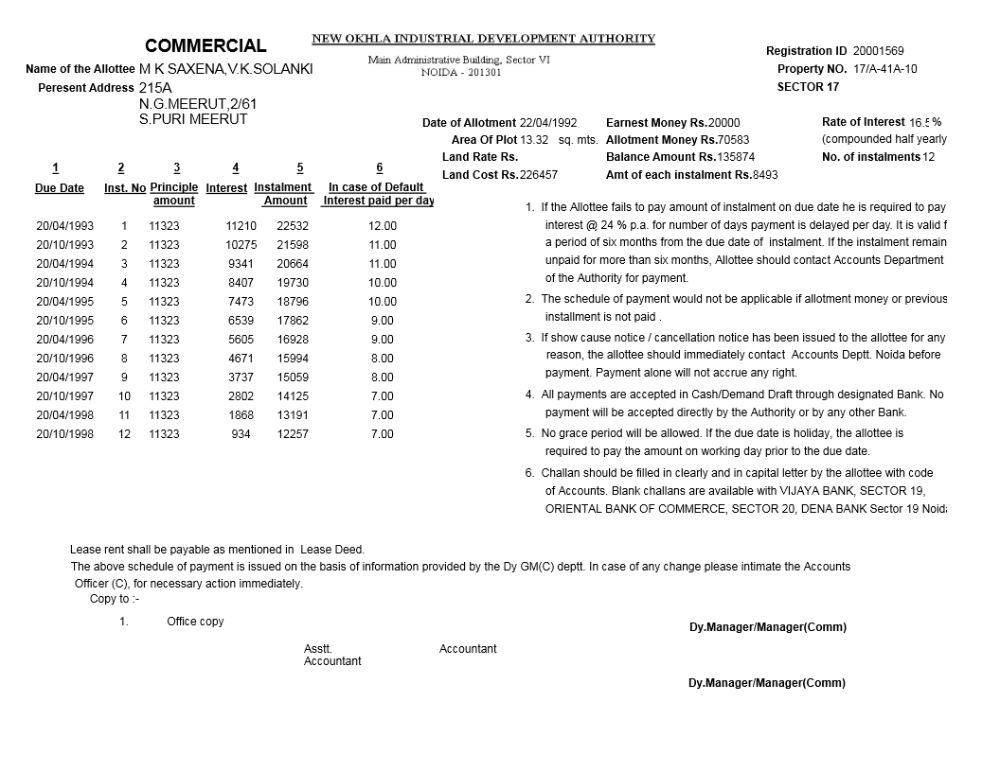 COMMERCIAL
NEW OKHLA INDUSTRIAL DEVELOPMENT AUTHORITY
Main Administrative Building, Sector VI
NOIDA - 201301
Registration ID 20001569
Property NO. 17/A-41A-10
SECTOR 17
Name of the Allottee M K SAXENA,V.K.SOLANKI
Peresent Address 215A
N.G.MEERUT,2/61
S.PURI MEERUT
Date of Allotment 22/04/1992 Earnest Money Rs.20000 Rate of Interest 16.5 %
Area Of Plot 13.32 sq. mts. Allotment Money Rs.70583 (compounded half yearly
Land Rate Rs. Balance Amount Rs.135874 No. of instalments 12
Land Cost Rs.226457 Amt of each instalment Rs.8493
1 2 3 4 5 6
Due Date Inst. No Principle amount Interest Instalment Amount In case of Default Interest paid per day
20/04/1993 1 11323 11210 22532 12.00
20/10/1993 2 11323 10275 21598 11.00
20/04/1994 3 11323 9341 20664 11.00
20/10/1994 4 11323 8407 19730 10.00
20/04/1995 5 11323 7473 18796 10.00
20/10/1995 6 11323 6539 17862 9.00
20/04/1996 7 11323 5605 16928 9.00
20/10/1996 8 11323 4671 15994 8.00
20/04/1997 9 11323 3737 15059 8.00
20/10/1997 10 11323 2802 14125 7.00
20/04/1998 11 11323 1868 13191 7.00
20/10/1998 12 11323 934 12257 7.00
1. If the Allottee fails to pay amount of instalment on due date he is required to pay
interest @ 24 % p.a. for number of days payment is delayed per day. It is valid f
a period of six months from the due date of instalment. If the instalment remain
unpaid for more than six months, Allottee should contact Accounts Department
of the Authority for payment.
2. The schedule of payment would not be applicable if allotment money or previous
installment is not paid .
3. If show cause notice / cancellation notice has been issued to the allottee for any
reason, the allottee should immediately contact Accounts Deptt. Noida before
payment. Payment alone will not accrue any right.
4. All payments are accepted in Cash/Demand Draft through designated Bank. No
payment will be accepted directly by the Authority or by any other Bank.
5. No grace period will be allowed. If the due date is holiday, the allottee is
required to pay the amount on working day prior to the due date.
6. Challan should be filled in clearly and in capital letter by the allottee with code
of Accounts. Blank challans are available with VIJAYA BANK, SECTOR 19,
ORIENTAL BANK OF COMMERCE, SECTOR 20, DENA BANK Sector 19 Noida
Lease rent shall be payable as mentioned in Lease Deed.
The above schedule of payment is issued on the basis of information provided by the Dy GM(C) deptt. In case of any change please intimate the Accounts
Officer (C), for necessary action immediately.
Copy to :-
1. Office copy
Dy.Manager/Manager(Comm)
Asstt. Accountant
Accountant
Dy.Manager/Manager(Comm)